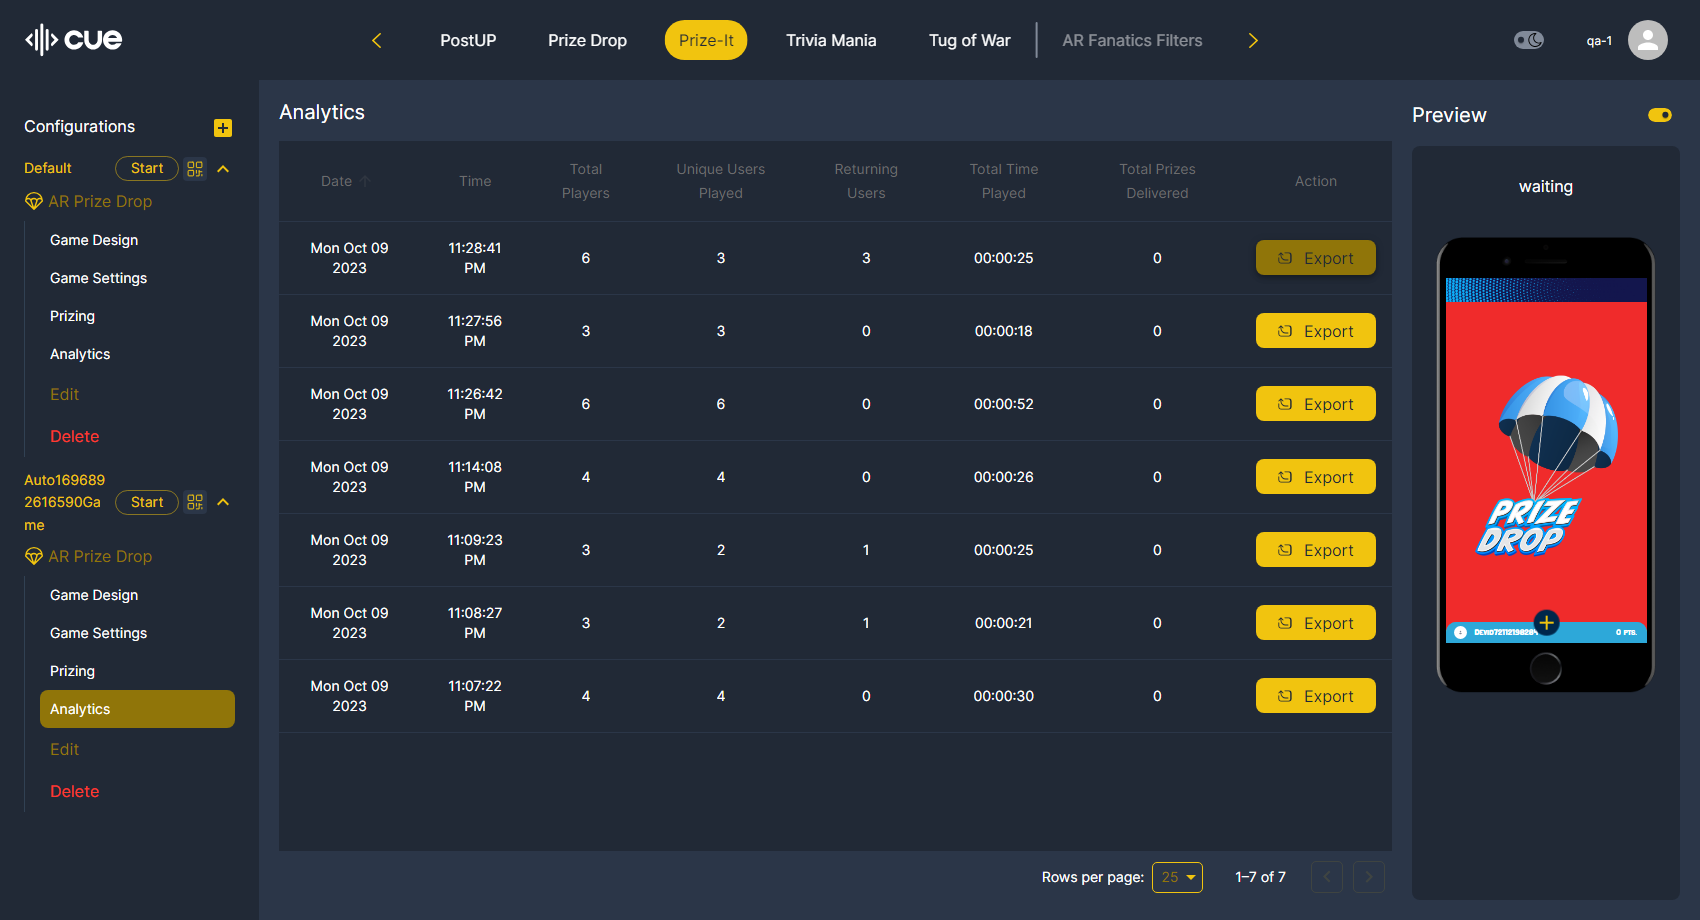 cue
PostUP
Prize Drop
Prize-It
Trivia Mania
Tug of War
AR Fanatics Filters
qa-1
Configurations
Default
Start
AR Prize Drop
Game Design
Game Settings
Prizing
Analytics
Edit
Delete
Auto169689
2616590Ga
me
Start
AR Prize Drop
Game Design
Game Settings
Prizing
Analytics
Edit
Delete
Analytics
Date
Time
Total
Players
Unique Users
Played
Returning
Users
Total Time
Played
Total Prizes
Delivered
Action
Mon Oct 09
2023
11:28:41
PM
6
3
3
00:00:25
0
Export
Mon Oct 09
2023
11:27:56
PM
3
3
0
00:00:18
0
Export
Mon Oct 09
2023
11:26:42
PM
6
6
0
00:00:52
0
Export
Mon Oct 09
2023
11:14:08
PM
4
4
0
00:00:26
0
Export
Mon Oct 09
2023
11:09:23
PM
3
2
1
00:00:25
0
Export
Mon Oct 09
2023
11:08:27
PM
3
2
1
00:00:21
0
Export
Mon Oct 09
2023
11:07:22
PM
4
4
0
00:00:30
0
Export
Rows per page:
25
1–7 of 7
Preview
waiting
PRIZE
DROP
0 PTS.